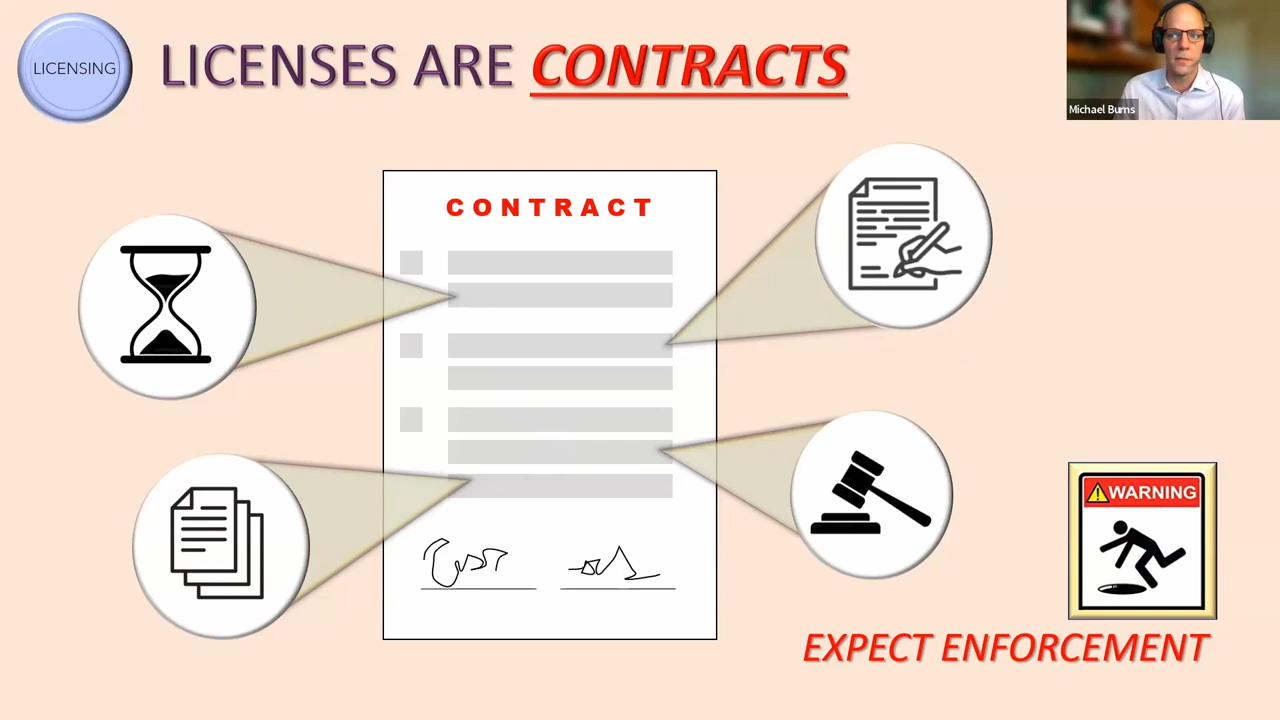 LICENSING
LICENSES ARE CONTRACTS
Michael Burns
CONTRACT
WARNING
EXPECT ENFORCEMENT